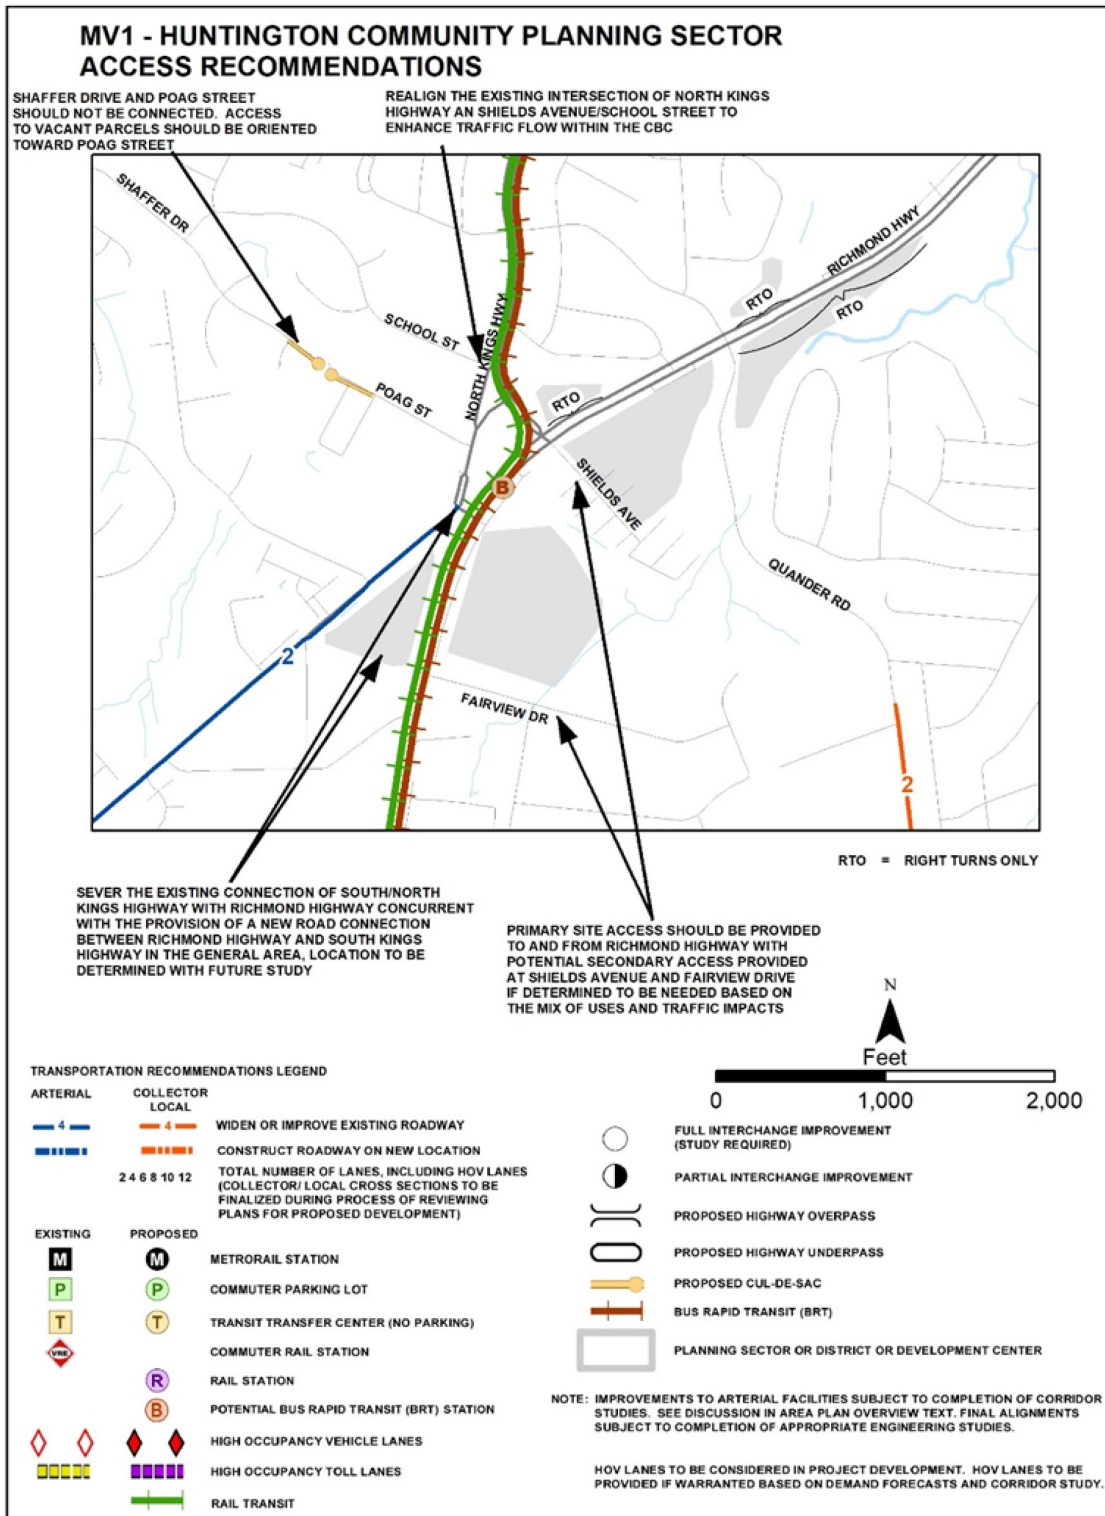 MV1 - HUNTINGTON COMMUNITY PLANNING SECTOR
ACCESS RECOMMENDATIONS
SHAFFER DRIVE AND POAG STREET
SHOULD NOT BE CONNECTED. ACCESS
TO VACANT PARCELS SHOULD BE ORIENTED
TOWARD POAG STREET
REALIGN THE EXISTING INTERSECTION OF NORTH KINGS
HIGHWAY AN SHIELDS AVENUE/SCHOOL STREET TO
ENHANCE TRAFFIC FLOW WITHIN THE CBC
SHAFFER DR
RICHMOND HWY
RTO
RTO
SCHOOL ST
NORTH KINGS HWY
POAG ST
RTO
B
SHIELDS AVE
QUANDER RD
2
FAIRVIEW DR
2
RTO = RIGHT TURNS ONLY
SEVER THE EXISTING CONNECTION OF SOUTH/NORTH
KINGS HIGHWAY WITH RICHMOND HIGHWAY CONCURRENT
WITH THE PROVISION OF A NEW ROAD CONNECTION
BETWEEN RICHMOND HIGHWAY AND SOUTH KINGS
HIGHWAY IN THE GENERAL AREA, LOCATION TO BE
DETERMINED WITH FUTURE STUDY
PRIMARY SITE ACCESS SHOULD BE PROVIDED
TO AND FROM RICHMOND HIGHWAY WITH
POTENTIAL SECONDARY ACCESS PROVIDED
AT SHIELDS AVENUE AND FAIRVIEW DRIVE
IF DETERMINED TO BE NEEDED BASED ON
THE MIX OF USES AND TRAFFIC IMPACTS
N
Feet
0 1,000 2,000
TRANSPORTATION RECOMMENDATIONS LEGEND
ARTERIAL COLLECTOR
LOCAL
4 4 WIDEN OR IMPROVE EXISTING ROADWAY
CONSTRUCT ROADWAY ON NEW LOCATION
2 4 6 8 10 12 TOTAL NUMBER OF LANES, INCLUDING HOV LANES
(COLLECTOR/ LOCAL CROSS SECTIONS TO BE
FINALIZED DURING PROCESS OF REVIEWING
PLANS FOR PROPOSED DEVELOPMENT)
EXISTING PROPOSED
M M METRORAIL STATION
P P COMMUTER PARKING LOT
T T TRANSIT TRANSFER CENTER (NO PARKING)
VRE COMMUTER RAIL STATION
R RAIL STATION
B POTENTIAL BUS RAPID TRANSIT (BRT) STATION
HIGH OCCUPANCY VEHICLE LANES
HIGH OCCUPANCY TOLL LANES
RAIL TRANSIT
FULL INTERCHANGE IMPROVEMENT
(STUDY REQUIRED)
PARTIAL INTERCHANGE IMPROVEMENT
PROPOSED HIGHWAY OVERPASS
PROPOSED HIGHWAY UNDERPASS
PROPOSED CUL-DE-SAC
BUS RAPID TRANSIT (BRT)
PLANNING SECTOR OR DISTRICT OR DEVELOPMENT CENTER
NOTE: IMPROVEMENTS TO ARTERIAL FACILITIES SUBJECT TO COMPLETION OF CORRIDOR
STUDIES. SEE DISCUSSION IN AREA PLAN OVERVIEW TEXT. FINAL ALIGNMENTS
SUBJECT TO COMPLETION OF APPROPRIATE ENGINEERING STUDIES.
HOV LANES TO BE CONSIDERED IN PROJECT DEVELOPMENT. HOV LANES TO BE
PROVIDED IF WARRANTED BASED ON DEMAND FORECASTS AND CORRIDOR STUDY.